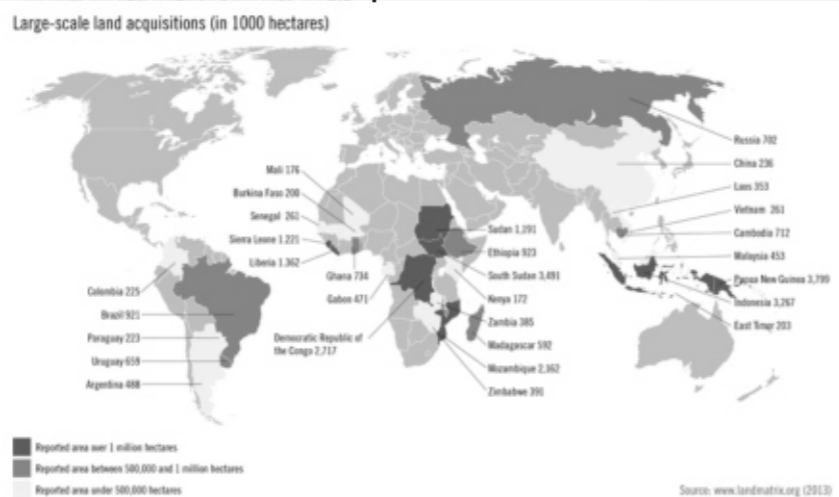 Large-scale land acquisitions (in 1000 hectares)
Russia 702
China 236
Laos 353
Vietnam 261
Cambodia 712
Malaysia 453
Papua New Guinea 3,799
Indonesia 3,267
East Timor 203
Mali 176
Burkina Faso 200
Senegal 261
Sierra Leone 1.221
Liberia 1.362
Ghana 734
Gabon 471
Democratic Republic of
the Congo 2,717
Sudan 1,191
Ethiopia 923
South Sudan 3,491
Kenya 172
Zambia 385
Madagascar 592
Mozambique 2,162
Zimbabwe 391
Colombia 225
Brazil 921
Paraguay 223
Uruguay 659
Argentina 488
Reported area over 1 million hectares
Reported area between 500,000 and 1 million hectares
Reported area under 500,000 hectares
Source: www.landmatrix.org (2013)